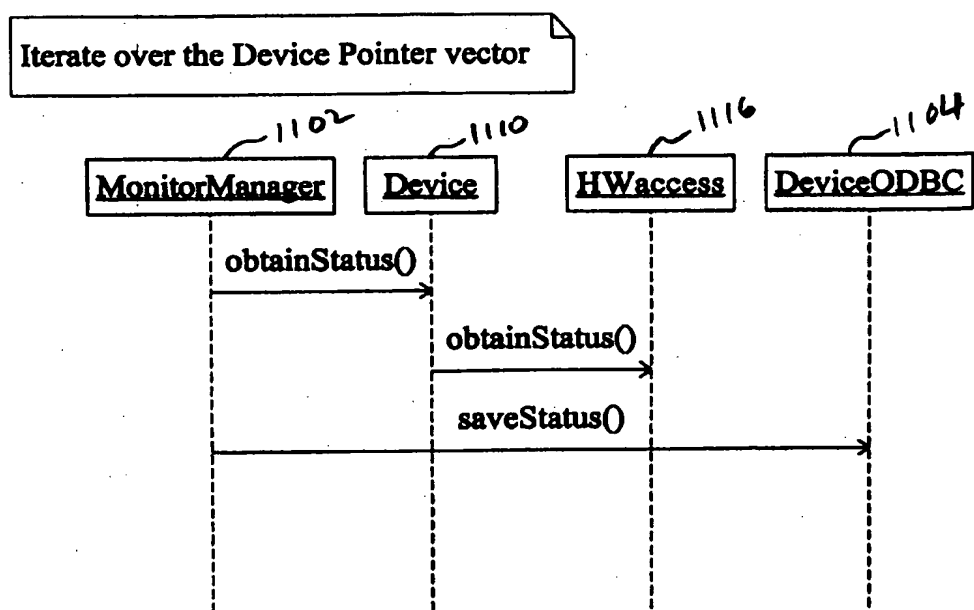 Iterate over the Device Pointer vector
1102 1110 1116 1104
MonitorManager Device HWaccess DeviceODBC
obtainStatus()
obtainStatus()
saveStatus()